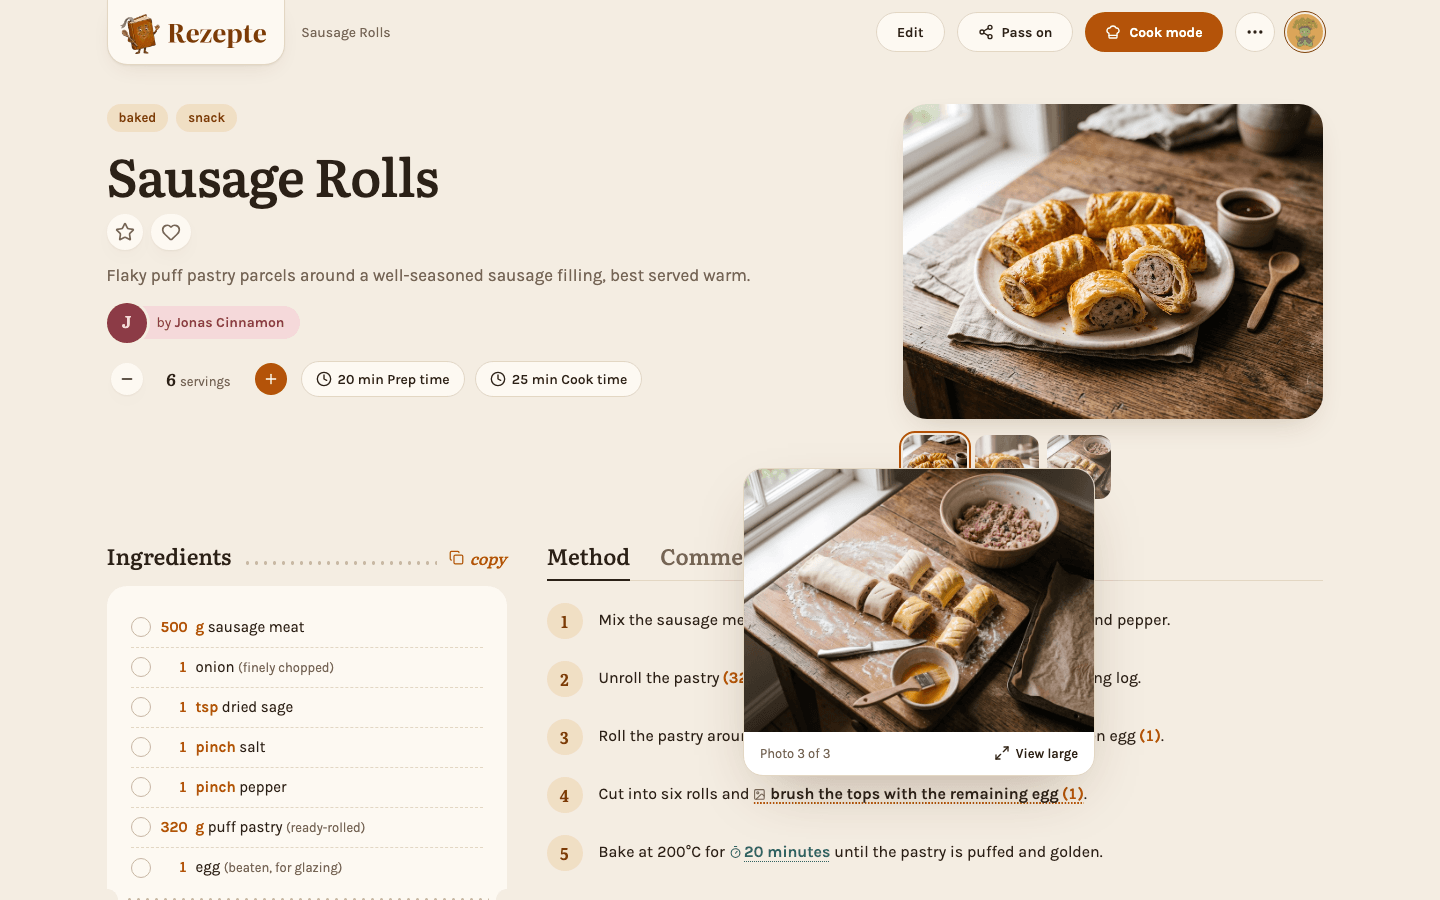 Rezepte
Sausage Rolls
Edit
Pass on
Cook mode
baked
snack
Sausage Rolls
Flaky puff pastry parcels around a well-seasoned sausage filling, best served warm.
J
by Jonas Cinnamon
6 servings
20 min Prep time
25 min Cook time
Ingredients
copy
500 g sausage meat
1 onion (finely chopped)
1 tsp dried sage
1 pinch salt
1 pinch pepper
320 g puff pastry (ready-rolled)
1 egg (beaten, for glazing)
Method
Comme
1 Mix the sausage me
nd pepper.
2 Unroll the pastry (32
ng log.
3 Roll the pastry arour
n egg (1).
Photo 3 of 3
View large
4 Cut into six rolls and brush the tops with the remaining egg (1).
5 Bake at 200°C for 20 minutes until the pastry is puffed and golden.